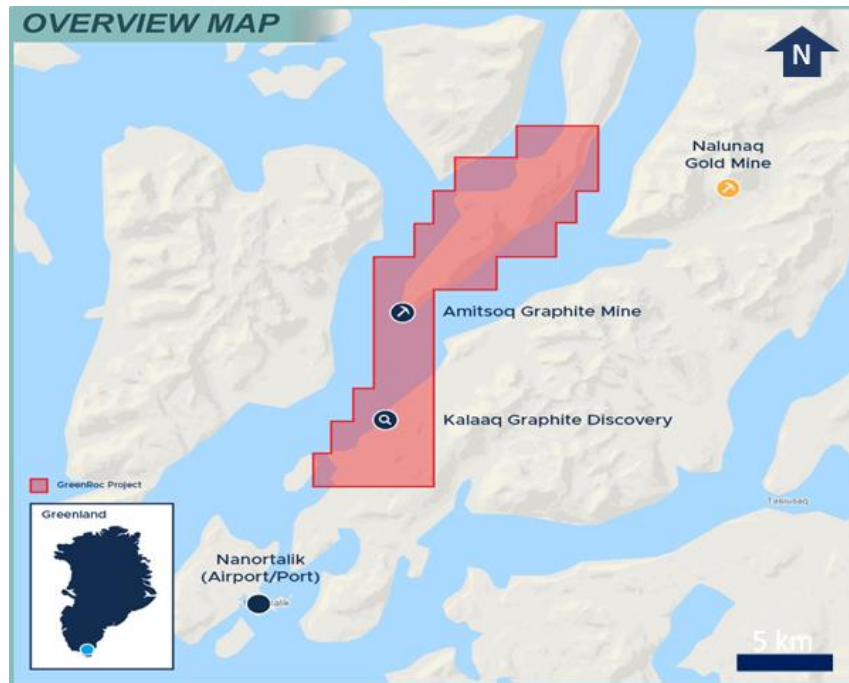 OVERVIEW MAP
N
Nalunaq
Gold Mine
Amitsoq Graphite Mine
Kalaaq Graphite Discovery
GreenRoc Project
Greenland
Nanortalik
(Airport/Port)
Tasiusaq
5 km